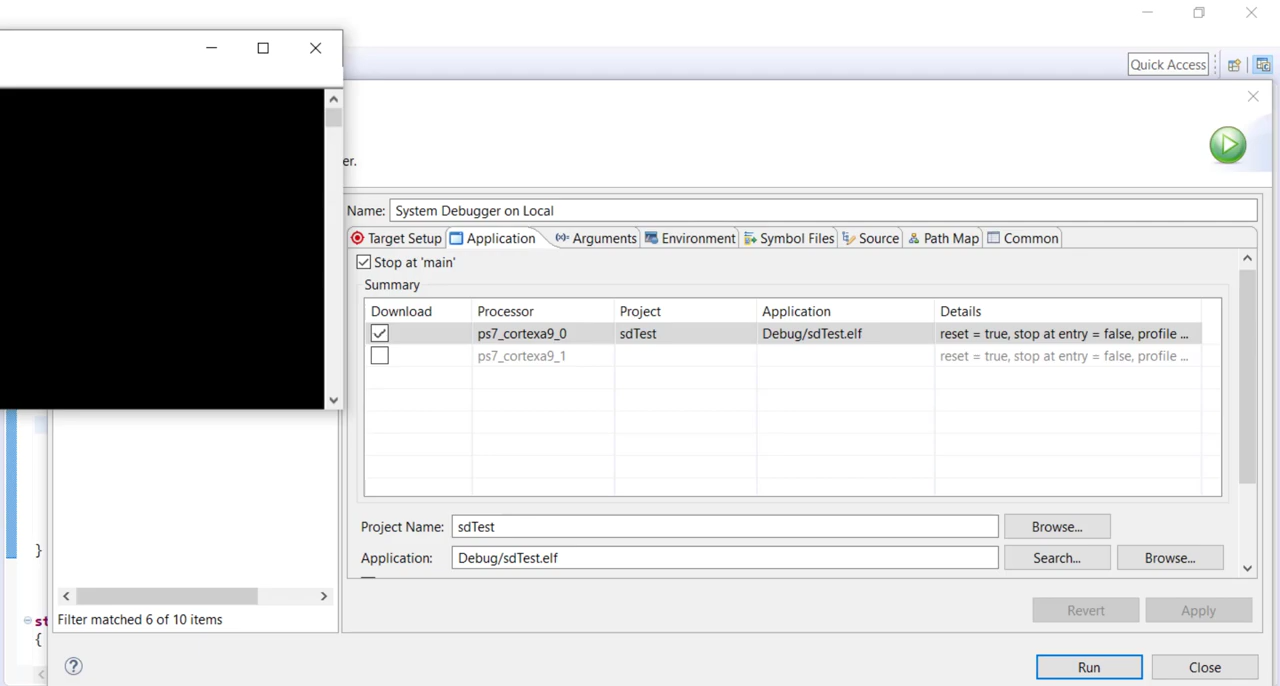 Quick Access
er.
Name: System Debugger on Local
Target Setup Application Arguments Environment Symbol Files Source Path Map Common
Stop at 'main'
Summary
Download Processor Project Application Details
ps7_cortexa9_0 sdTest Debug/sdTest.elf reset = true, stop at entry = false, profile ...
ps7_cortexa9_1 reset = true, stop at entry = false, profile ...
Project Name: sdTest Browse...
}
Application: Debug/sdTest.elf Search... Browse...
Revert Apply
Filter matched 6 of 10 items
st
{
Run Close